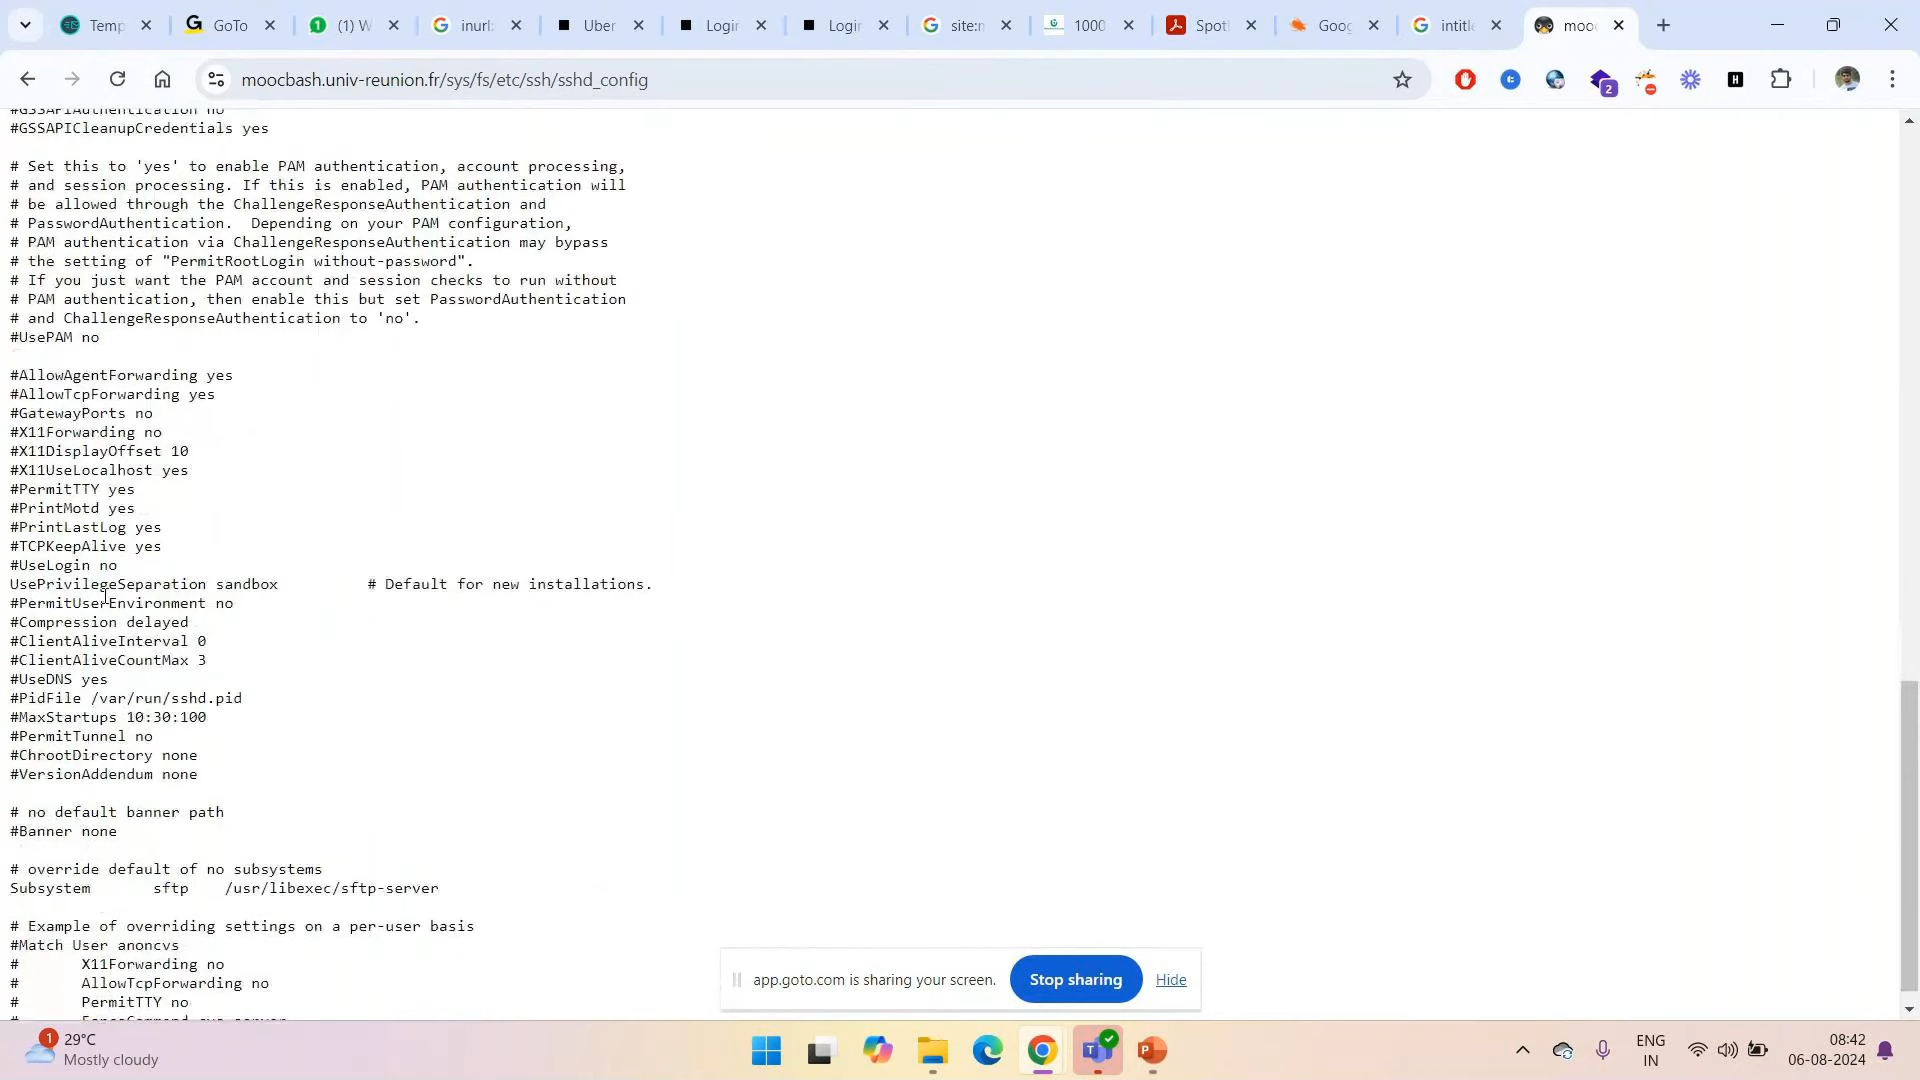 Temp
GoTo
(1) W
inurl:
Uber
Login
Login
site:r
1000
Spoti
Goog
intitle
mooc
moocbash.univ-reunion.fr/sys/fs/etc/ssh/sshd_config
2
#GSSAPIAuthentication no
#GSSAPICleanupCredentials yes
# Set this to 'yes' to enable PAM authentication, account processing,
# and session processing. If this is enabled, PAM authentication will
# be allowed through the ChallengeResponseAuthentication and
# PasswordAuthentication.  Depending on your PAM configuration,
# PAM authentication via ChallengeResponseAuthentication may bypass
# the setting of "PermitRootLogin without-password".
# If you just want the PAM account and session checks to run without
# PAM authentication, then enable this but set PasswordAuthentication
# and ChallengeResponseAuthentication to 'no'.
#UsePAM no
#AllowAgentForwarding yes
#AllowTcpForwarding yes
#GatewayPorts no
#X11Forwarding no
#X11DisplayOffset 10
#X11UseLocalhost yes
#PermitTTY yes
#PrintMotd yes
#PrintLastLog yes
#TCPKeepAlive yes
#UseLogin no
UsePrivilegeSeparation sandbox          # Default for new installations.
#PermitUserEnvironment no
#Compression delayed
#ClientAliveInterval 0
#ClientAliveCountMax 3
#UseDNS yes
#PidFile /var/run/sshd.pid
#MaxStartups 10:30:100
#PermitTunnel no
#ChrootDirectory none
#VersionAddendum none
# no default banner path
#Banner none
# override default of no subsystems
Subsystem       sftp    /usr/libexec/sftp-server
# Example of overriding settings on a per-user basis
#Match User anoncvs
#       X11Forwarding no
#       AllowTcpForwarding no
#       PermitTTY no
app.goto.com is sharing your screen.
Stop sharing
Hide
1
29°C
Mostly cloudy
ENG
IN
08:42
06-08-2024